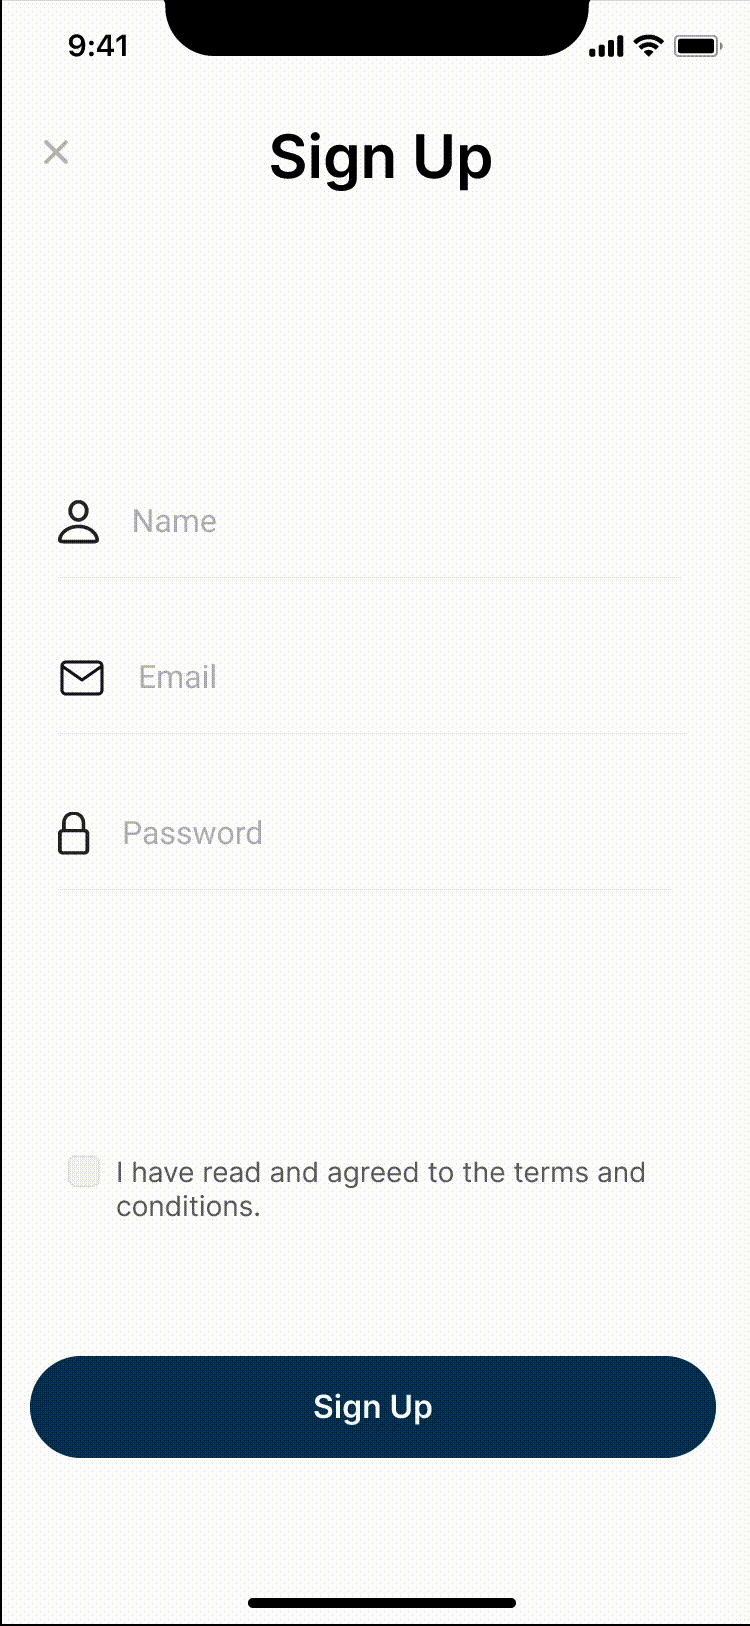 9:41
Sign Up
Name
Email
Password
I have read and agreed to the terms and
conditions.
Sign Up